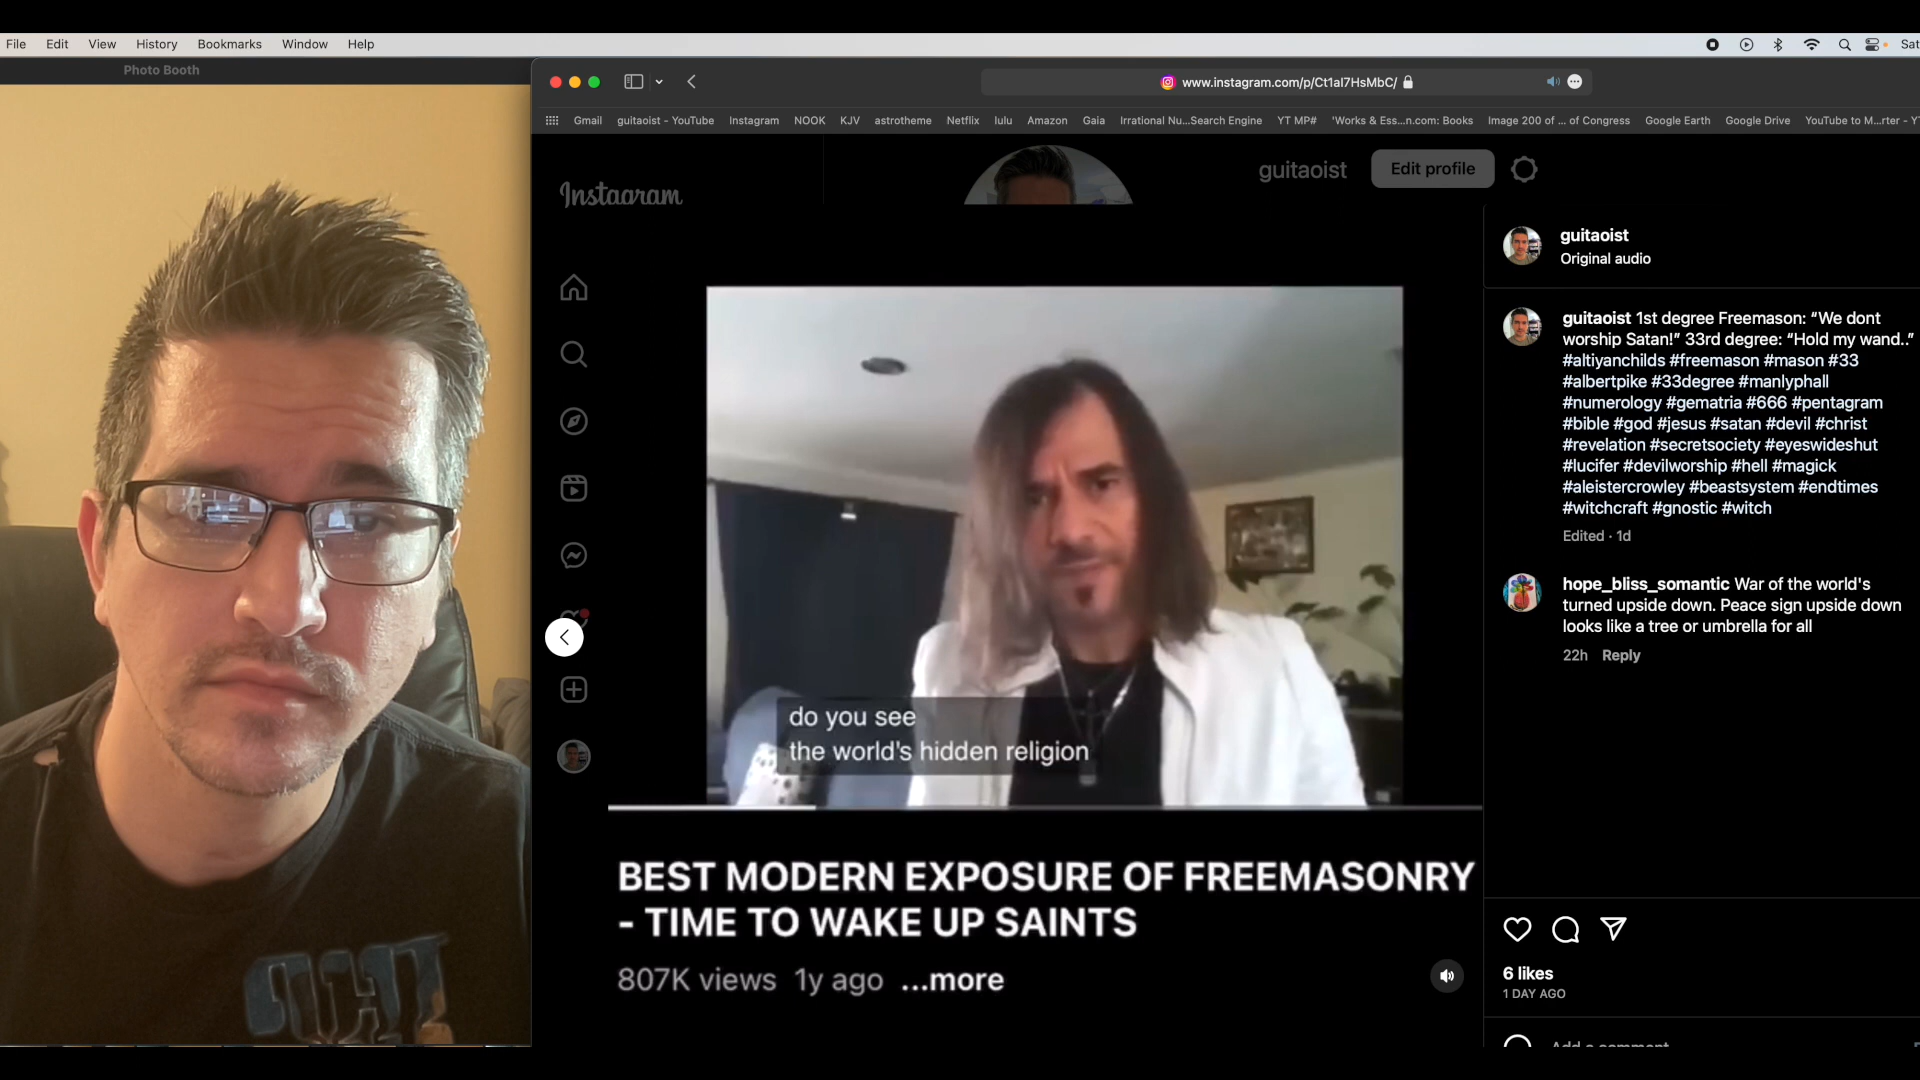 File Edit View History Bookmarks Window Help
Sat
Photo Booth
www.instagram.com/p/Ct1al7HsMbC/
Gmail guitaoist - YouTube Instagram NOOK KJV astrotheme Netflix lulu Amazon Gaia Irrational Nu...Search Engine YT MP# 'Works & Ess...n.com: Books Image 200 of ... of Congress Google Earth Google Drive YouTube to M...rter - YT
Instagram
guitaoist Edit profile
do you see
the world's hidden religion
BEST MODERN EXPOSURE OF FREEMASONRY
- TIME TO WAKE UP SAINTS
807K views 1y ago ...more
guitaoist
Original audio
guitaoist 1st degree Freemason: “We dont
worship Satan!” 33rd degree: “Hold my wand..”
#altiyanchilds #freemason #mason #33
#albertpike #33degree #manlyphall
#numerology #gematria #666 #pentagram
#bible #god #jesus #satan #devil #christ
#revelation #secretsociety #eyeswideshut
#lucifer #devilworship #hell #magick
#aleistercrowley #beastsystem #endtimes
#witchcraft #gnostic #witch
Edited · 1d
hope_bliss_somantic War of the world's
turned upside down. Peace sign upside down
looks like a tree or umbrella for all
22h Reply
6 likes
1 DAY AGO
Add a comment